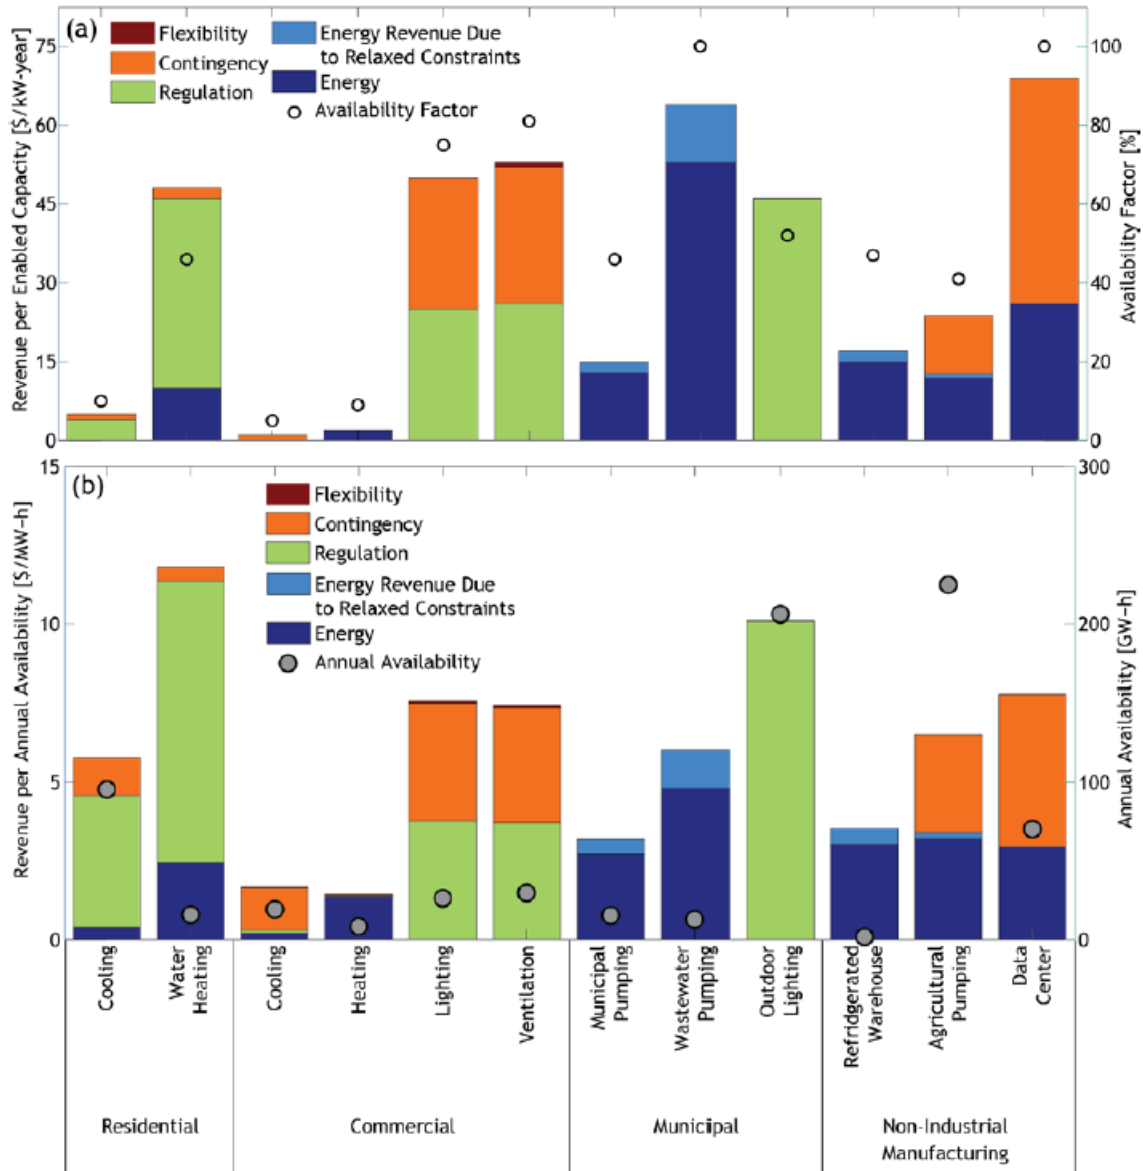 (a)
Flexibility
Contingency
Regulation
Energy Revenue Due
to Relaxed Constraints
Energy
Availability Factor
Revenue per Enabled Capacity [$/kW-year]
75
60
45
30
15
0
Availability Factor [%]
100
80
60
40
20
0
(b)
Flexibility
Contingency
Regulation
Energy Revenue Due
to Relaxed Constraints
Energy
Annual Availability
Revenue per Annual Availability [$/MW-h]
15
10
5
0
Annual Availability [GW-h]
300
200
100
0
Cooling
Water
Heating
Cooling
Heating
Lighting
Ventilation
Municipal
Pumping
Wastewater
Pumping
Outdoor
Lighting
Refridgerated
Warehouse
Agricultural
Pumping
Data
Center
Residential
Commercial
Municipal
Non-Industrial
Manufacturing